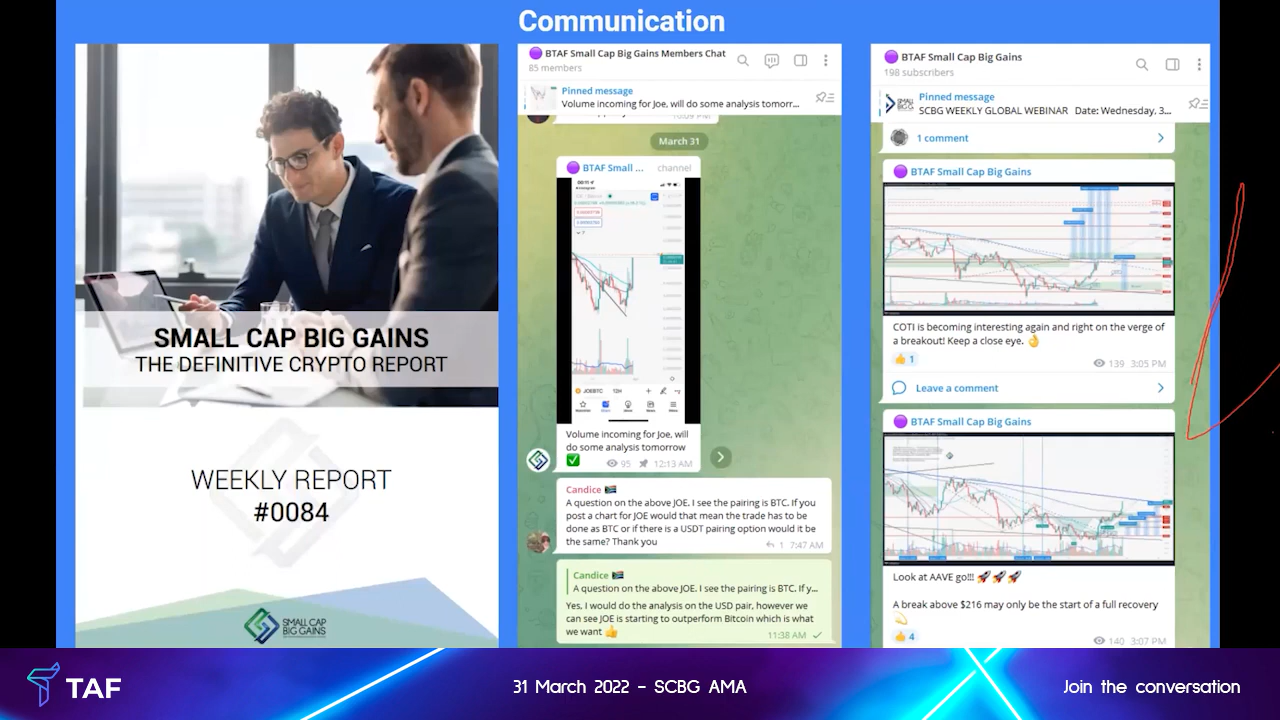 Communication
SMALL CAP BIG GAINS
THE DEFINITIVE CRYPTO REPORT
WEEKLY REPORT
#0084
SMALL CAP
BIG GAINS
BTAF Small Cap Big Gains Members Chat
85 members
Pinned message
Volume incoming for Joe, will do some analysis tomorr...
March 31
BTAF Small ... channel
JOEBTC 12H
Volume incoming for Joe, will
do some analysis tomorrow
✅ 95 12:13 AM
Candice 🇿🇦
A question on the above JOE. I see the pairing is BTC. If you
post a chart for JOE would that mean the trade has to be
done as BTC or if there is a USDT pairing option would it be
the same? Thank you
1 7:47 AM
Candice 🇿🇦
A question on the above JOE. I see the pairing is BTC. If y...
Yes, I would do the analysis on the USD pair, however we
can see JOE is starting to outperform Bitcoin which is what
we want 👍
11:38 AM
BTAF Small Cap Big Gains
198 subscribers
Pinned message
SCBG WEEKLY GLOBAL WEBINAR Date: Wednesday, 3...
1 comment
BTAF Small Cap Big Gains
COTI is becoming interesting again and right on the verge of
a breakout! Keep a close eye. 👌
👍 1
139 3:05 PM
Leave a comment
BTAF Small Cap Big Gains
Look at AAVE go!!! 🚀🚀🚀
A break above $216 may only be the start of a full recovery
👍 4
140 3:07 PM
TAF
31 March 2022 – SCBG AMA
Join the conversation